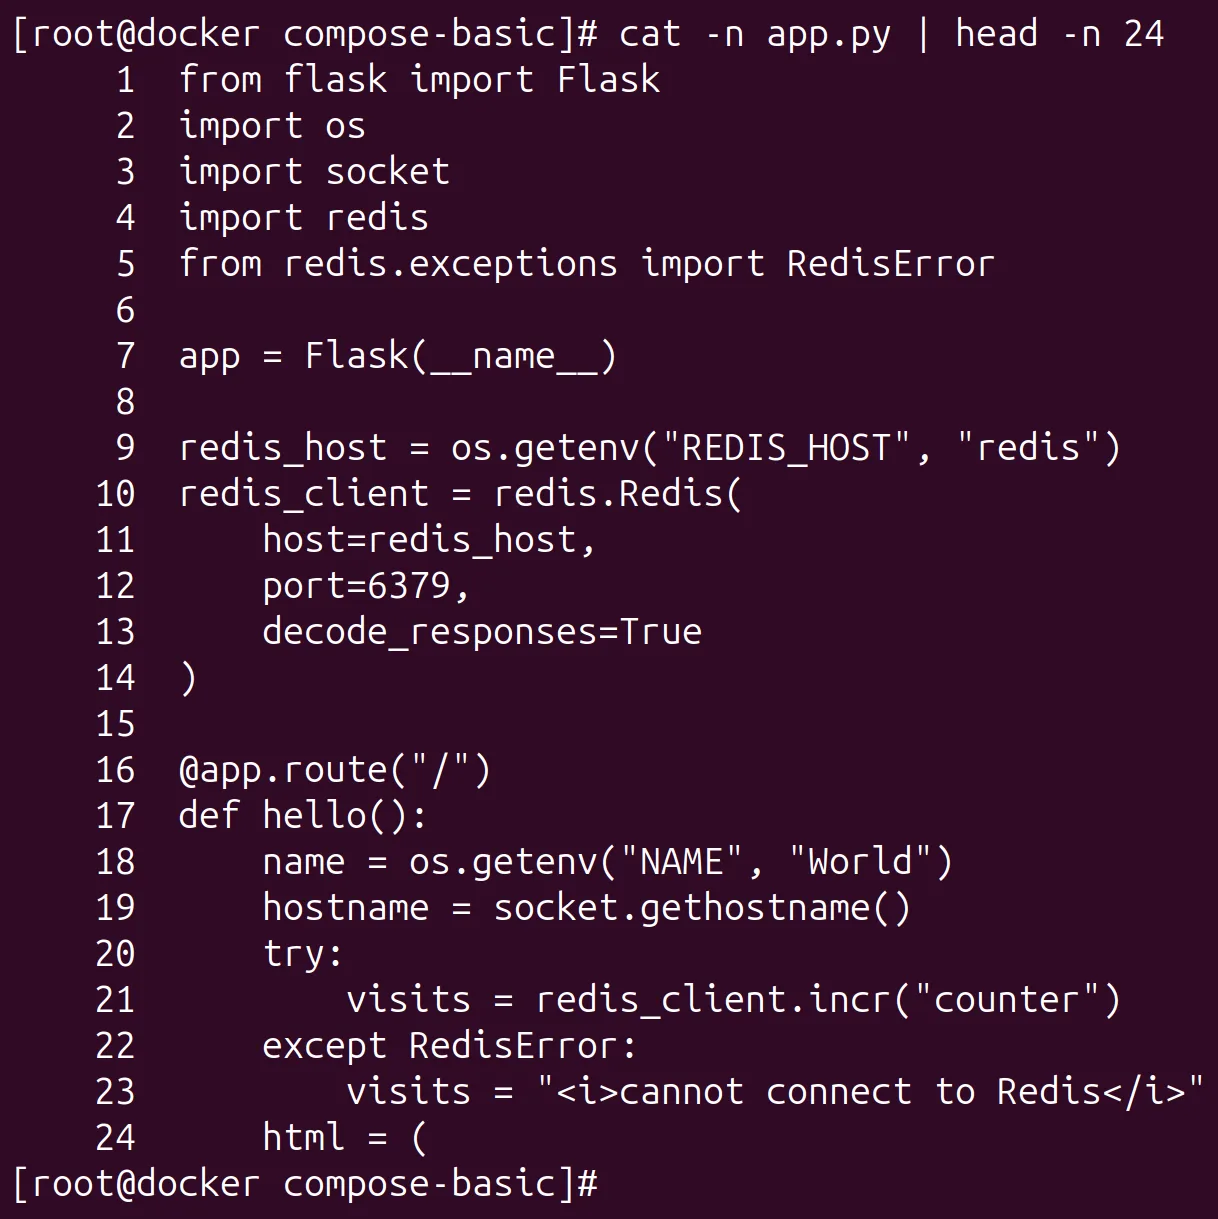 [root@docker compose-basic]# cat -n app.py | head -n 24
     1  from flask import Flask
     2  import os
     3  import socket
     4  import redis
     5  from redis.exceptions import RedisError
     6
     7  app = Flask(__name__)
     8
     9  redis_host = os.getenv("REDIS_HOST", "redis")
    10  redis_client = redis.Redis(
    11      host=redis_host,
    12      port=6379,
    13      decode_responses=True
    14  )
    15
    16  @app.route("/")
    17  def hello():
    18      name = os.getenv("NAME", "World")
    19      hostname = socket.gethostname()
    20      try:
    21          visits = redis_client.incr("counter")
    22      except RedisError:
    23          visits = "<i>cannot connect to Redis</i>"
    24      html = (
[root@docker compose-basic]#